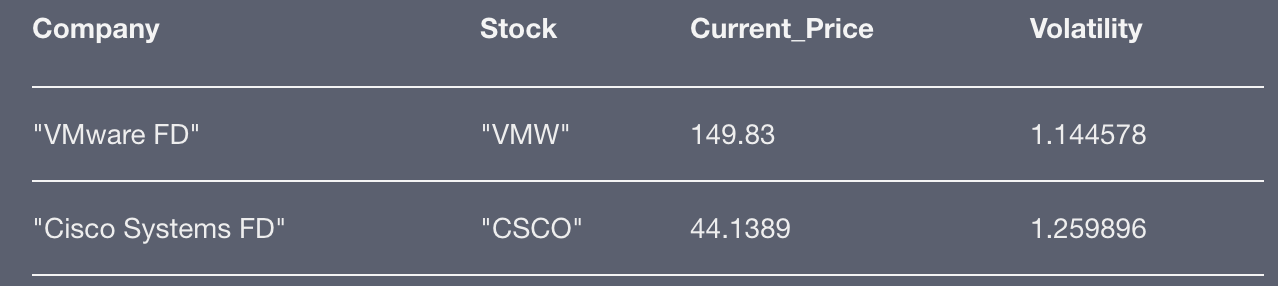 Company Stock Current_Price Volatility
"VMware FD" "VMW" 149.83 1.144578
"Cisco Systems FD" "CSCO" 44.1389 1.259896